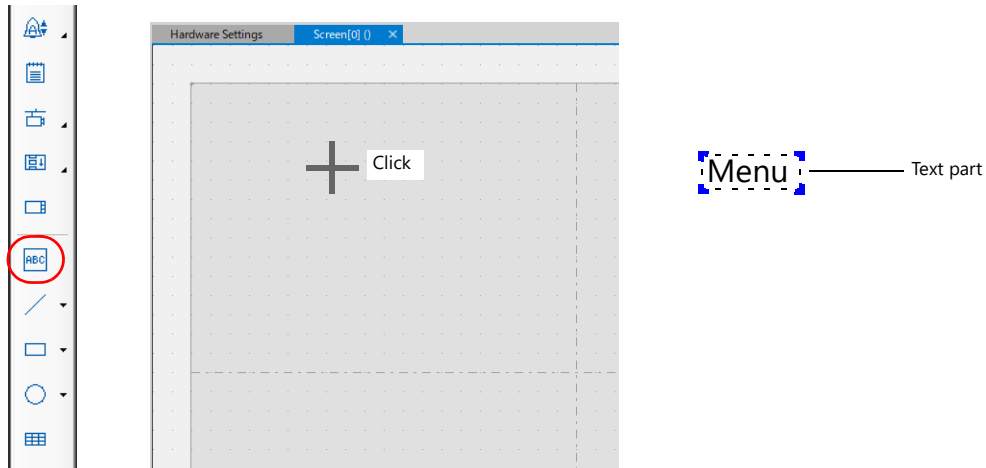 Hardware Settings
Screen[0] ()
Click
Menu
Text part
ABC